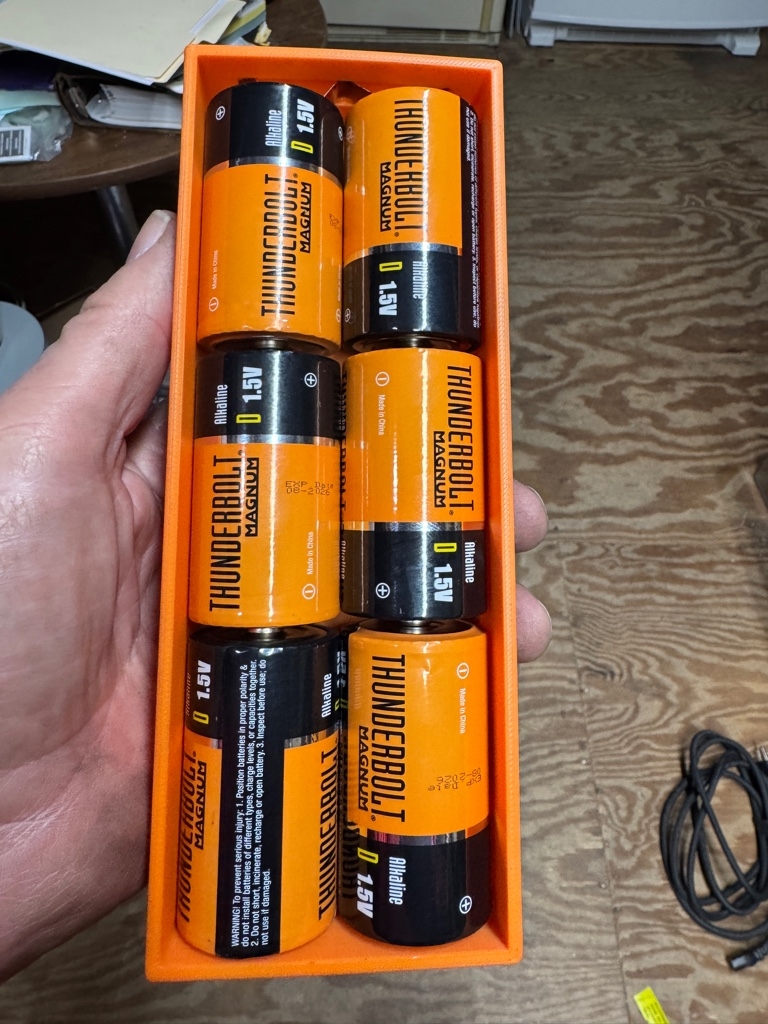 Alkaline
D 1.5V
THUNDERBOLT®
MAGNUM
Made in China
THUNDERBOLT®
MAGNUM
Alkaline
D 1.5V
Alkaline
D 1.5V
THUNDERBOLT®
MAGNUM
EXP Date
08-2026
Made in China
Made in China
THUNDERBOLT®
MAGNUM
Alkaline
D 1.5V
D 1.5V
Alkaline
THUNDERBOLT®
MAGNUM
WARNING! To prevent serious injury: 1. Position batteries in proper polarity &
do not install batteries of different types, charge levels, or capacities together.
2. Do not short, incinerate, recharge or open battery. 3. Inspect before use; do
not use if damaged.
THUNDERBOLT
Made in China
THUNDERBOLT®
MAGNUM
EXP Date
08-2026
Alkaline
D 1.5V